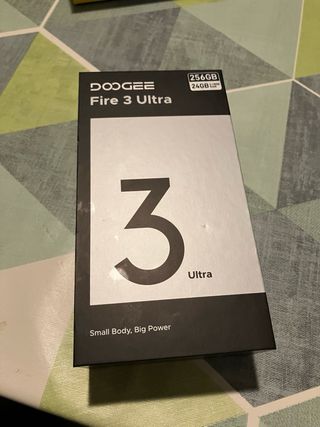 DOOGEE
256GB
24GB
Fire 3 Ultra
3
Ultra
Small Body, Big Power